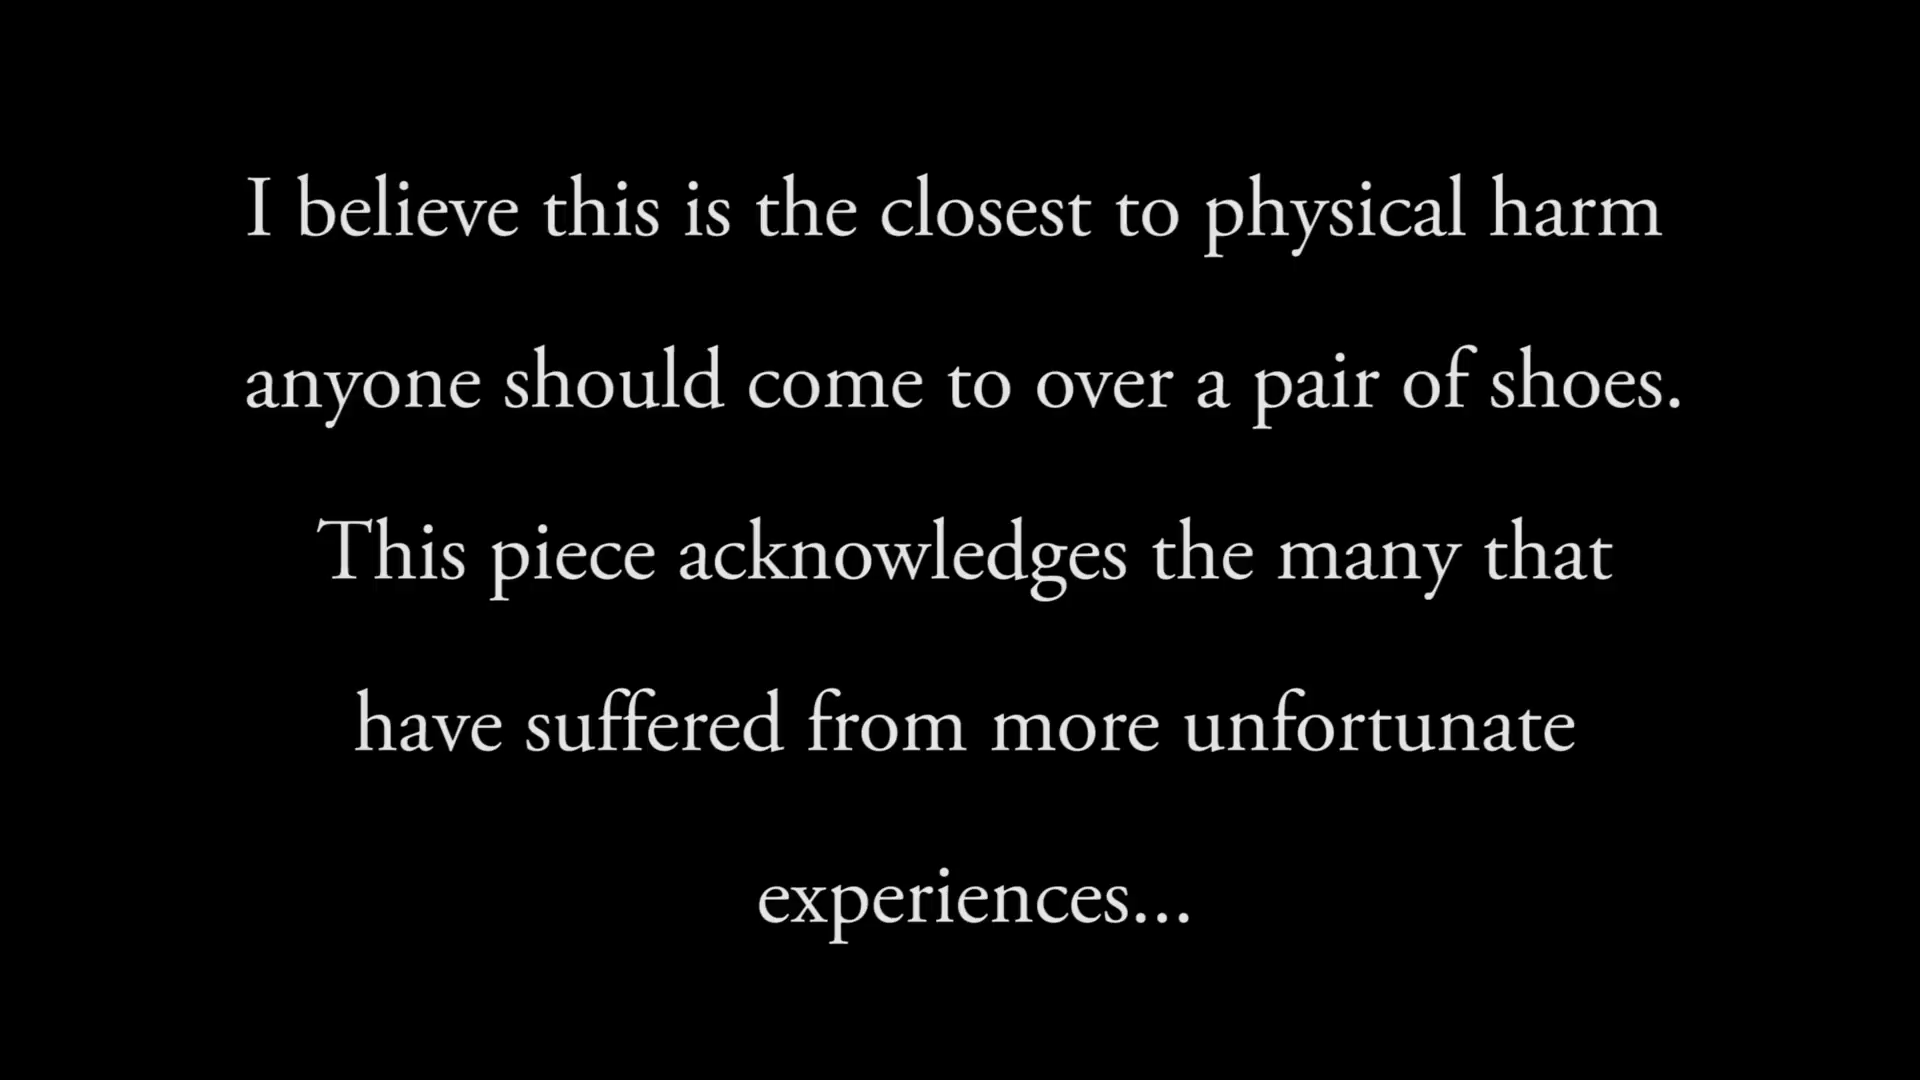 I believe this is the closest to physical harm
anyone should come to over a pair of shoes.
This piece acknowledges the many that
have suffered from more unfortunate
experiences...